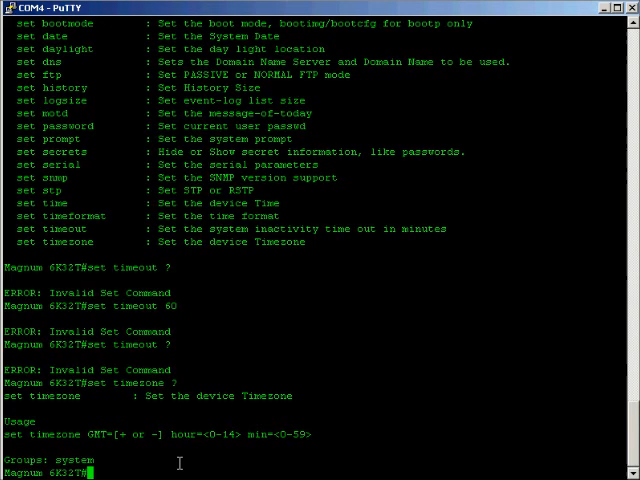 COM4 - PuTTY
set bootmode : Set the boot mode, bootimg/bootcfg for bootp only
set date : Set the System Date
set daylight : Set the day light location
set dns : Sets the Domain Name Server and Domain Name to be used.
set ftp : Set PASSIVE or NORMAL FTP mode
set history : Set History Size
set logsize : Set event-log list size
set motd : Set the message-of-today
set password : Set current user passwd
set prompt : Set the system prompt
set secrets : Hide or Show secret information, like passwords.
set serial : Set the serial parameters
set snmp : Set the SNMP version support
set stp : Set STP or RSTP
set time : Set the device Time
set timeformat : Set the time format
set timeout : Set the system inactivity time out in minutes
set timezone : Set the device Timezone
Magnum 6K32T#set timeout ?
ERROR: Invalid Set Command
Magnum 6K32T#set timeout 60
ERROR: Invalid Set Command
Magnum 6K32T#set timeout ?
ERROR: Invalid Set Command
Magnum 6K32T#set timezone ?
set timezone : Set the device Timezone
Usage
set timezone GMT=[+ or -] hour=<0-14> min=<0-59>
Groups: system
Magnum 6K32T#